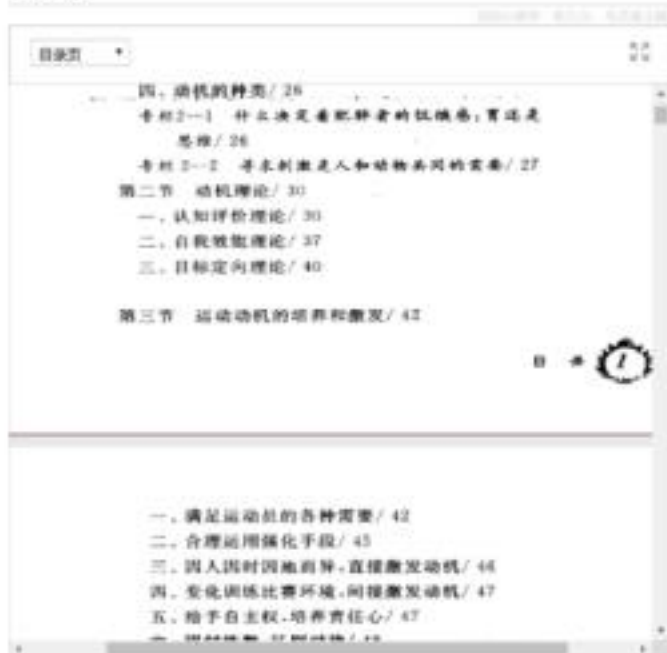 目录页
四、动机的种类/ 26
专栏2—1 什么决定着肥胖者的饥饿感：胃还是
思维/ 26
专栏2—2 寻求刺激是人和动物共同的需要/ 27
第二节 动机理论/ 30
一、认知评价理论/ 30
二、自我效能理论/ 37
三、目标定向理论/ 40
第三节 运动动机的培养和激发/ 42
目 录 1
一、满足运动员的各种需要/ 42
二、合理运用强化手段/ 45
三、因人因时因地而异，直接激发动机/ 46
四、变化训练比赛环境，间接激发动机/ 47
五、给予自主权，培养责任心/ 47